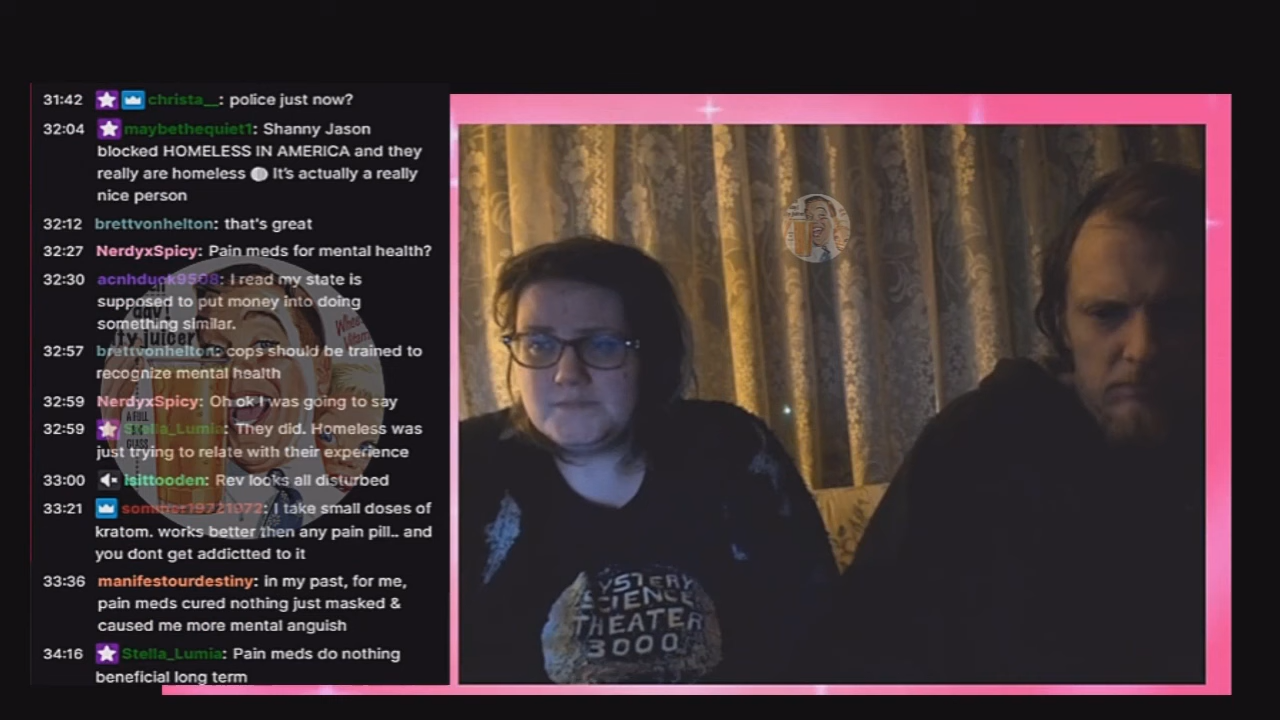 31:42 christa__: police just now?
32:04 maybethequiet1: Shanny Jason
blocked HOMELESS IN AMERICA and they
really are homeless It's actually a really
nice person
32:12 brettvonhelton: that's great
32:27 NerdyxSpicy: Pain meds for mental health?
32:30 acnhduck9508: I read my state is
supposed to put money into doing
something similar.
32:57 brettvonhelton: cops should be trained to
recognize mental health
32:59 NerdyxSpicy: Oh ok I was going to say
32:59 Stella_Lumia: They did. Homeless was
just trying to relate with their experience
33:00 isittooden: Rev looks all disturbed
33:21 sommer19721972: I take small doses of
kratom. works better then any pain pill.. and
you dont get addictted to it
33:36 manifestourdestiny: in my past, for me,
pain meds cured nothing just masked &
caused me more mental anguish
34:16 Stella_Lumia: Pain meds do nothing
beneficial long term
A FULL
GLASS
MYSTERY
SCIENCE
THEATER
3000